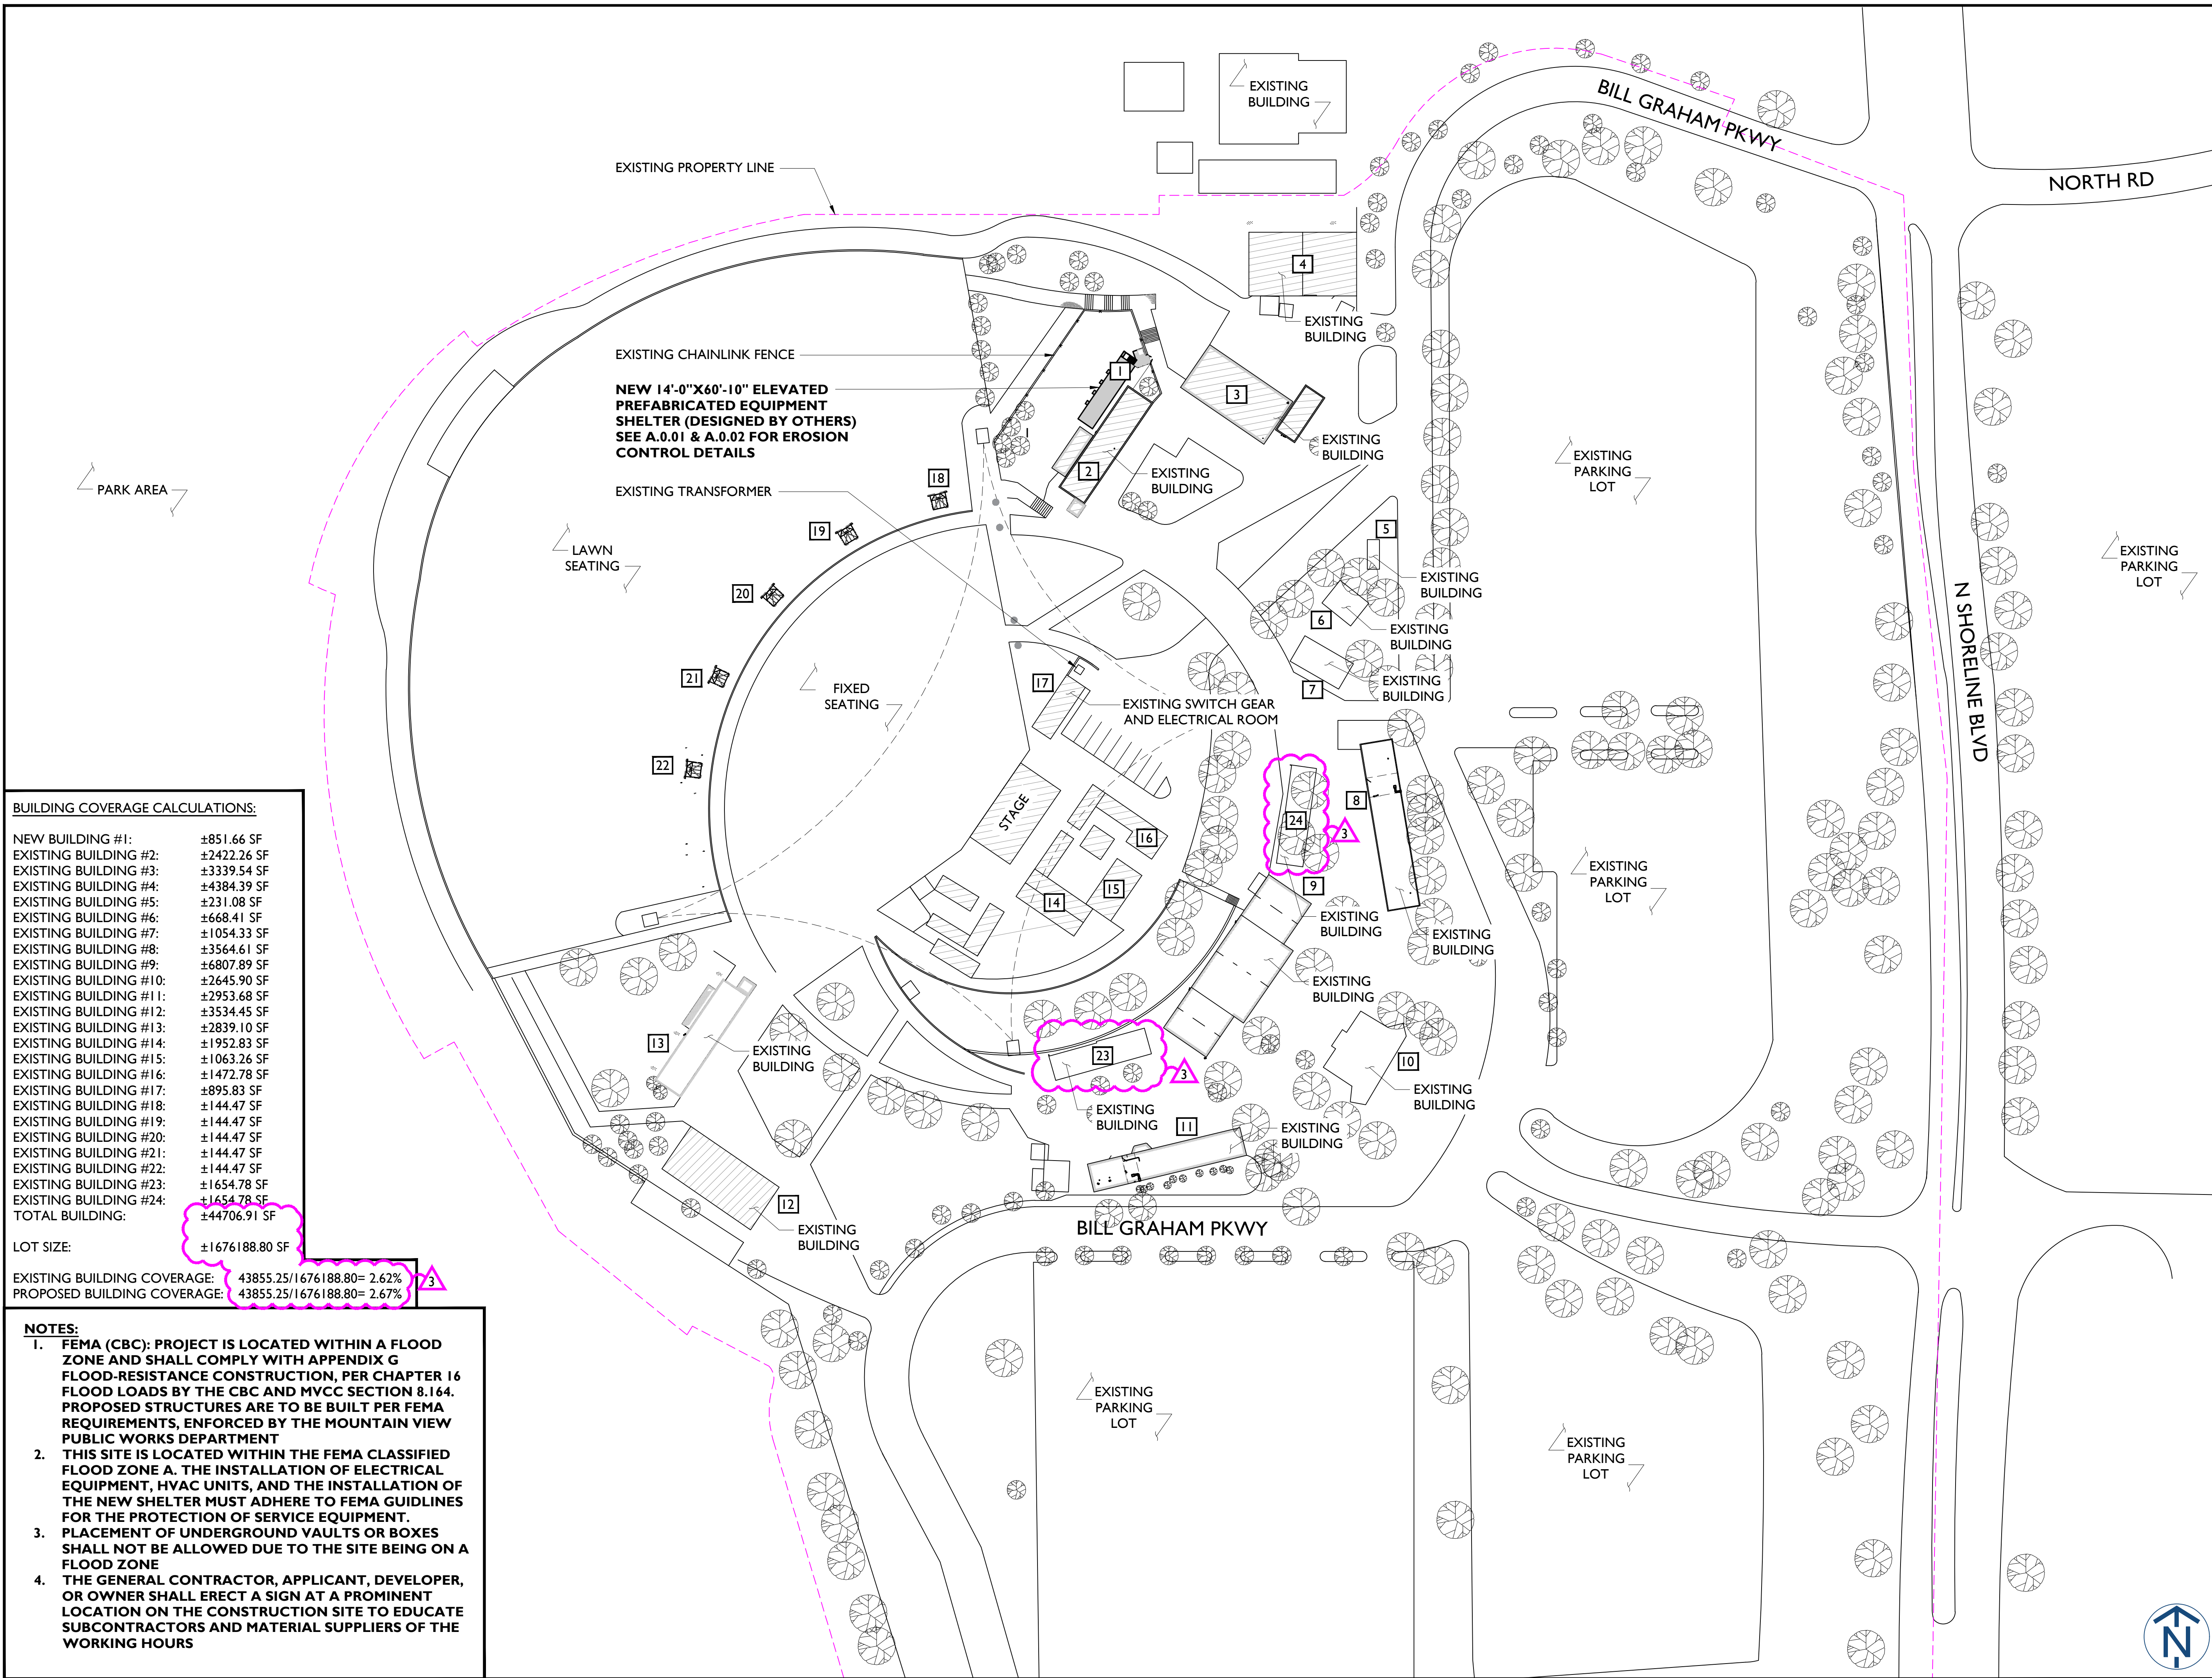 EXISTING
BUILDING
BILL GRAHAM PKWY
EXISTING PROPERTY LINE
NORTH RD
4
EXISTING
BUILDING
EXISTING CHAINLINK FENCE
1
NEW 14'-0"X60'-10" ELEVATED
PREFABRICATED EQUIPMENT
SHELTER (DESIGNED BY OTHERS)
SEE A.0.01 & A.0.02 FOR EROSION
CONTROL DETAILS
3
EXISTING
BUILDING
2
EXISTING
BUILDING
EXISTING TRANSFORMER
EXISTING
PARKING
LOT
PARK AREA
18
19
LAWN
SEATING
5
EXISTING
BUILDING
EXISTING
PARKING
LOT
20
6
EXISTING
BUILDING
N SHORELINE BLVD
21
FIXED
SEATING
17
7
EXISTING
BUILDING
EXISTING SWITCH GEAR
AND ELECTRICAL ROOM
22
STAGE
8
24
3
16
15
14
9
EXISTING
BUILDING
EXISTING
BUILDING
EXISTING
PARKING
LOT
EXISTING
BUILDING
13
EXISTING
BUILDING
23
3
10
EXISTING
BUILDING
EXISTING
BUILDING
11
EXISTING
BUILDING
12
EXISTING
BUILDING
BILL GRAHAM PKWY
EXISTING
PARKING
LOT
EXISTING
PARKING
LOT
BUILDING COVERAGE CALCULATIONS:
NEW BUILDING #1: ±851.66 SF
EXISTING BUILDING #2: ±2422.26 SF
EXISTING BUILDING #3: ±3339.54 SF
EXISTING BUILDING #4: ±4384.39 SF
EXISTING BUILDING #5: ±231.08 SF
EXISTING BUILDING #6: ±668.41 SF
EXISTING BUILDING #7: ±1054.33 SF
EXISTING BUILDING #8: ±3564.61 SF
EXISTING BUILDING #9: ±6807.89 SF
EXISTING BUILDING #10: ±2645.90 SF
EXISTING BUILDING #11: ±2953.68 SF
EXISTING BUILDING #12: ±3534.45 SF
EXISTING BUILDING #13: ±2839.10 SF
EXISTING BUILDING #14: ±1952.83 SF
EXISTING BUILDING #15: ±1063.26 SF
EXISTING BUILDING #16: ±1472.78 SF
EXISTING BUILDING #17: ±895.83 SF
EXISTING BUILDING #18: ±144.47 SF
EXISTING BUILDING #19: ±144.47 SF
EXISTING BUILDING #20: ±144.47 SF
EXISTING BUILDING #21: ±144.47 SF
EXISTING BUILDING #22: ±144.47 SF
EXISTING BUILDING #23: ±1654.78 SF
EXISTING BUILDING #24: ±1654.78 SF
TOTAL BUILDING: ±44706.91 SF
LOT SIZE: ±1676188.80 SF
EXISTING BUILDING COVERAGE: 43855.25/1676188.80= 2.62%
PROPOSED BUILDING COVERAGE: 43855.25/1676188.80= 2.67%
3
NOTES:
1. FEMA (CBC): PROJECT IS LOCATED WITHIN A FLOOD
ZONE AND SHALL COMPLY WITH APPENDIX G
FLOOD-RESISTANCE CONSTRUCTION, PER CHAPTER 16
FLOOD LOADS BY THE CBC AND MVCC SECTION 8.164.
PROPOSED STRUCTURES ARE TO BE BUILT PER FEMA
REQUIREMENTS, ENFORCED BY THE MOUNTAIN VIEW
PUBLIC WORKS DEPARTMENT
2. THIS SITE IS LOCATED WITHIN THE FEMA CLASSIFIED
FLOOD ZONE A. THE INSTALLATION OF ELECTRICAL
EQUIPMENT, HVAC UNITS, AND THE INSTALLATION OF
THE NEW SHELTER MUST ADHERE TO FEMA GUIDLINES
FOR THE PROTECTION OF SERVICE EQUIPMENT.
3. PLACEMENT OF UNDERGROUND VAULTS OR BOXES
SHALL NOT BE ALLOWED DUE TO THE SITE BEING ON A
FLOOD ZONE
4. THE GENERAL CONTRACTOR, APPLICANT, DEVELOPER,
OR OWNER SHALL ERECT A SIGN AT A PROMINENT
LOCATION ON THE CONSTRUCTION SITE TO EDUCATE
SUBCONTRACTORS AND MATERIAL SUPPLIERS OF THE
WORKING HOURS
N